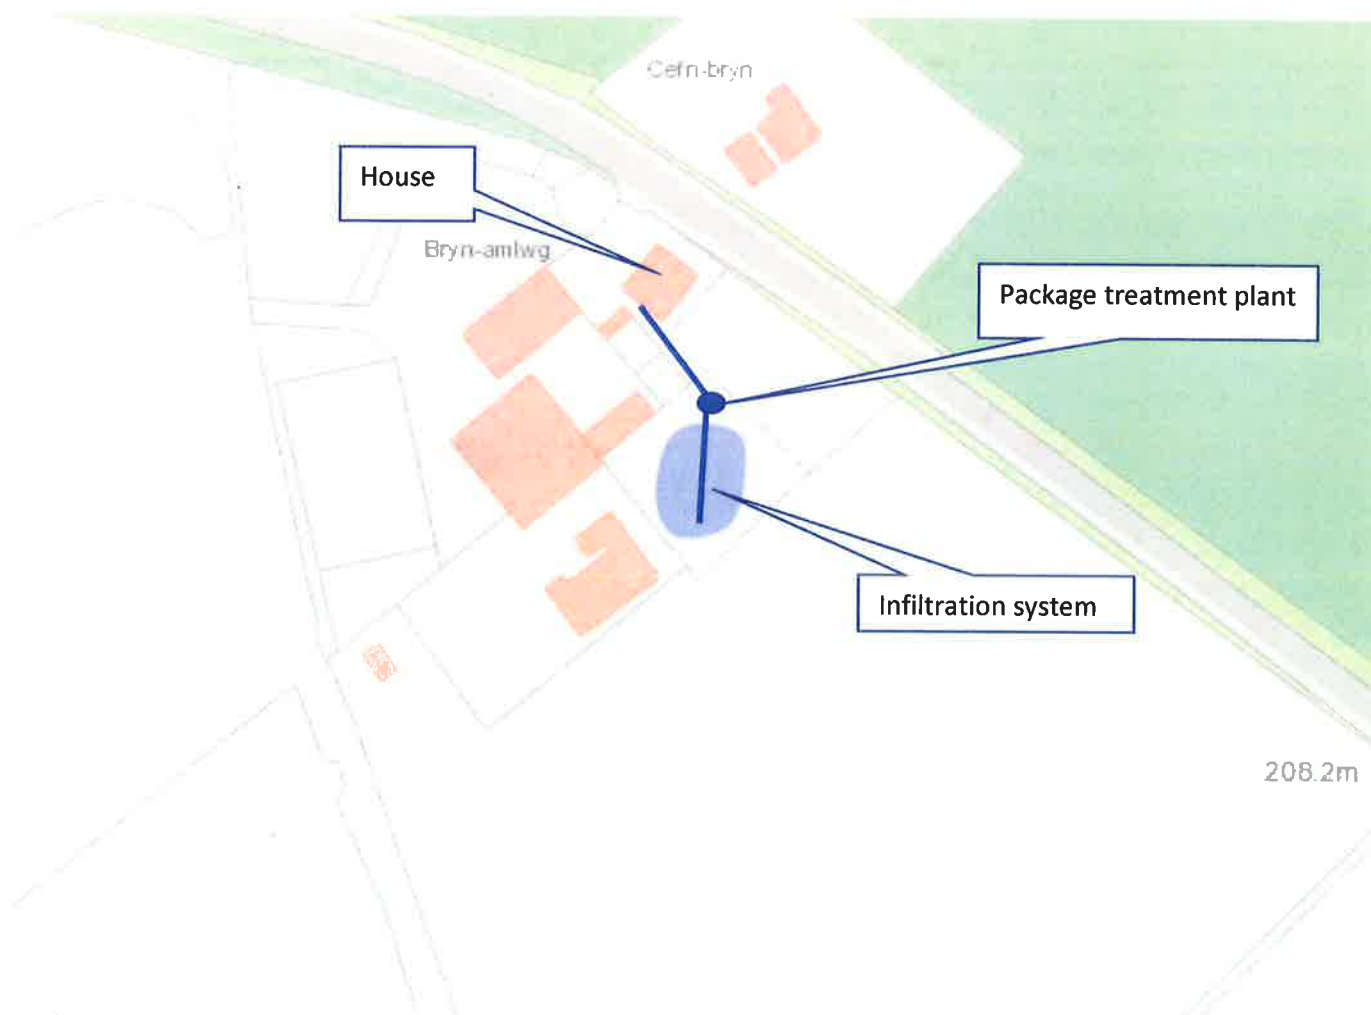 Cefn-bryn
House
Bryn-amlwg
Package treatment plant
Infiltration system
208.2m